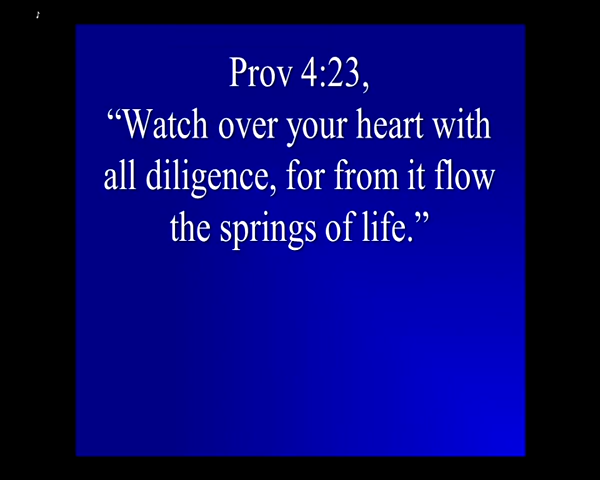 Prov 4:23,
“Watch over your heart with
all diligence, for from it flow
the springs of life.”